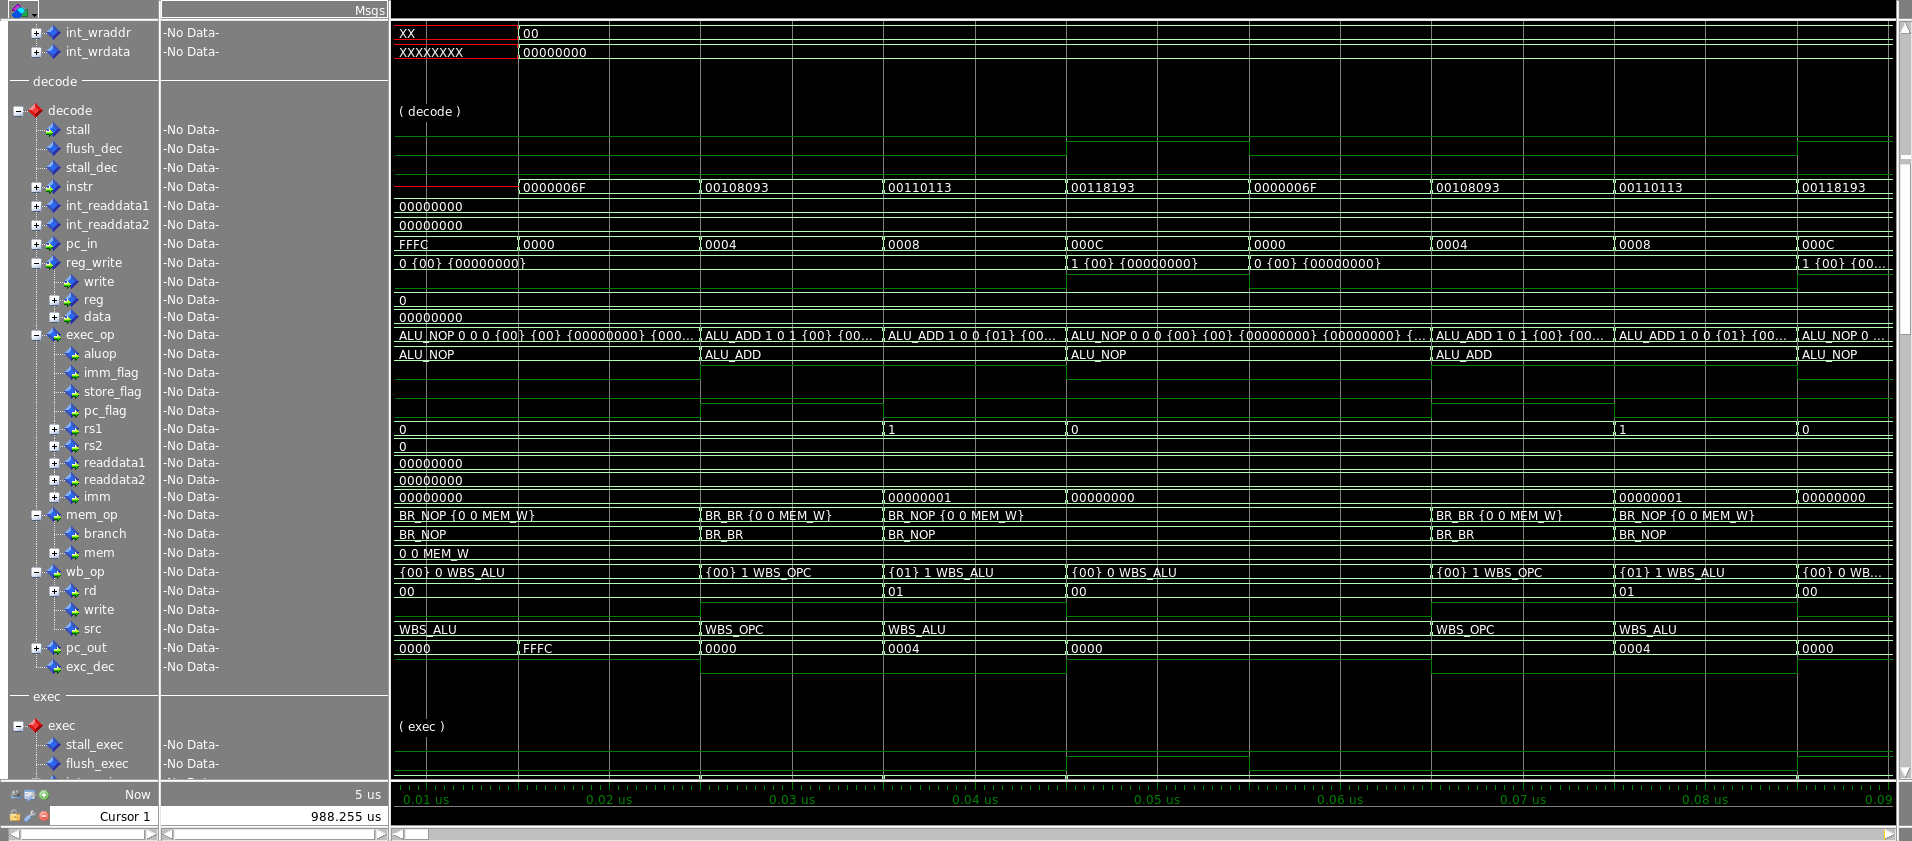 Msgs
int_wraddr -No Data- XX 00
int_wrdata -No Data- XXXXXXXX 00000000
decode
decode ( decode )
stall -No Data-
flush_dec -No Data-
stall_dec -No Data-
instr -No Data- 0000006F 00108093 00110113 00118193 0000006F 00108093 00110113 00118193
int_readdata1 -No Data- 00000000
int_readdata2 -No Data- 00000000
pc_in -No Data- FFFC 0000 0004 0008 000C 0000 0004 0008 000C
reg_write -No Data- 0 {00} {00000000} 1 {00} {00000000} 0 {00} {00000000} 1 {00} {00...
write -No Data-
reg -No Data- 0
data -No Data- 00000000
exec_op -No Data- ALU_NOP 0 0 0 {00} {00} {00000000} {000... ALU_ADD 1 0 1 {00} {00... ALU_ADD 1 0 0 {01} {00... ALU_NOP 0 0 0 {00} {00} {00000000} {00000000} {... ALU_ADD 1 0 1 {00} {00... ALU_ADD 1 0 0 {01} {00... ALU_NOP 0 ...
aluop -No Data- ALU_NOP ALU_ADD ALU_NOP ALU_ADD ALU_NOP
imm_flag -No Data-
store_flag -No Data-
pc_flag -No Data-
rs1 -No Data- 0 1 0 1 0
rs2 -No Data- 0
readdata1 -No Data- 00000000
readdata2 -No Data- 00000000
imm -No Data- 00000000 00000001 00000000 00000001 00000000
mem_op -No Data- BR_NOP {0 0 MEM_W} BR_BR {0 0 MEM_W} BR_NOP {0 0 MEM_W} BR_BR {0 0 MEM_W} BR_NOP {0 0 MEM_W}
branch -No Data- BR_NOP BR_BR BR_NOP BR_BR BR_NOP
mem -No Data- 0 0 MEM_W
wb_op -No Data- {00} 0 WBS_ALU {00} 1 WBS_OPC {01} 1 WBS_ALU {00} 0 WBS_ALU {00} 1 WBS_OPC {01} 1 WBS_ALU {00} 0 WB...
rd -No Data- 00 01 00 01 00
write -No Data-
src -No Data- WBS_ALU WBS_OPC WBS_ALU WBS_OPC WBS_ALU
pc_out -No Data- 0000 FFFC 0000 0004 0000 0004 0000
exc_dec -No Data-
exec
exec ( exec )
stall_exec -No Data-
flush_exec -No Data-
Now 5 us 0.01 us 0.02 us 0.03 us 0.04 us 0.05 us 0.06 us 0.07 us 0.08 us 0.09
Cursor 1 988.255 us